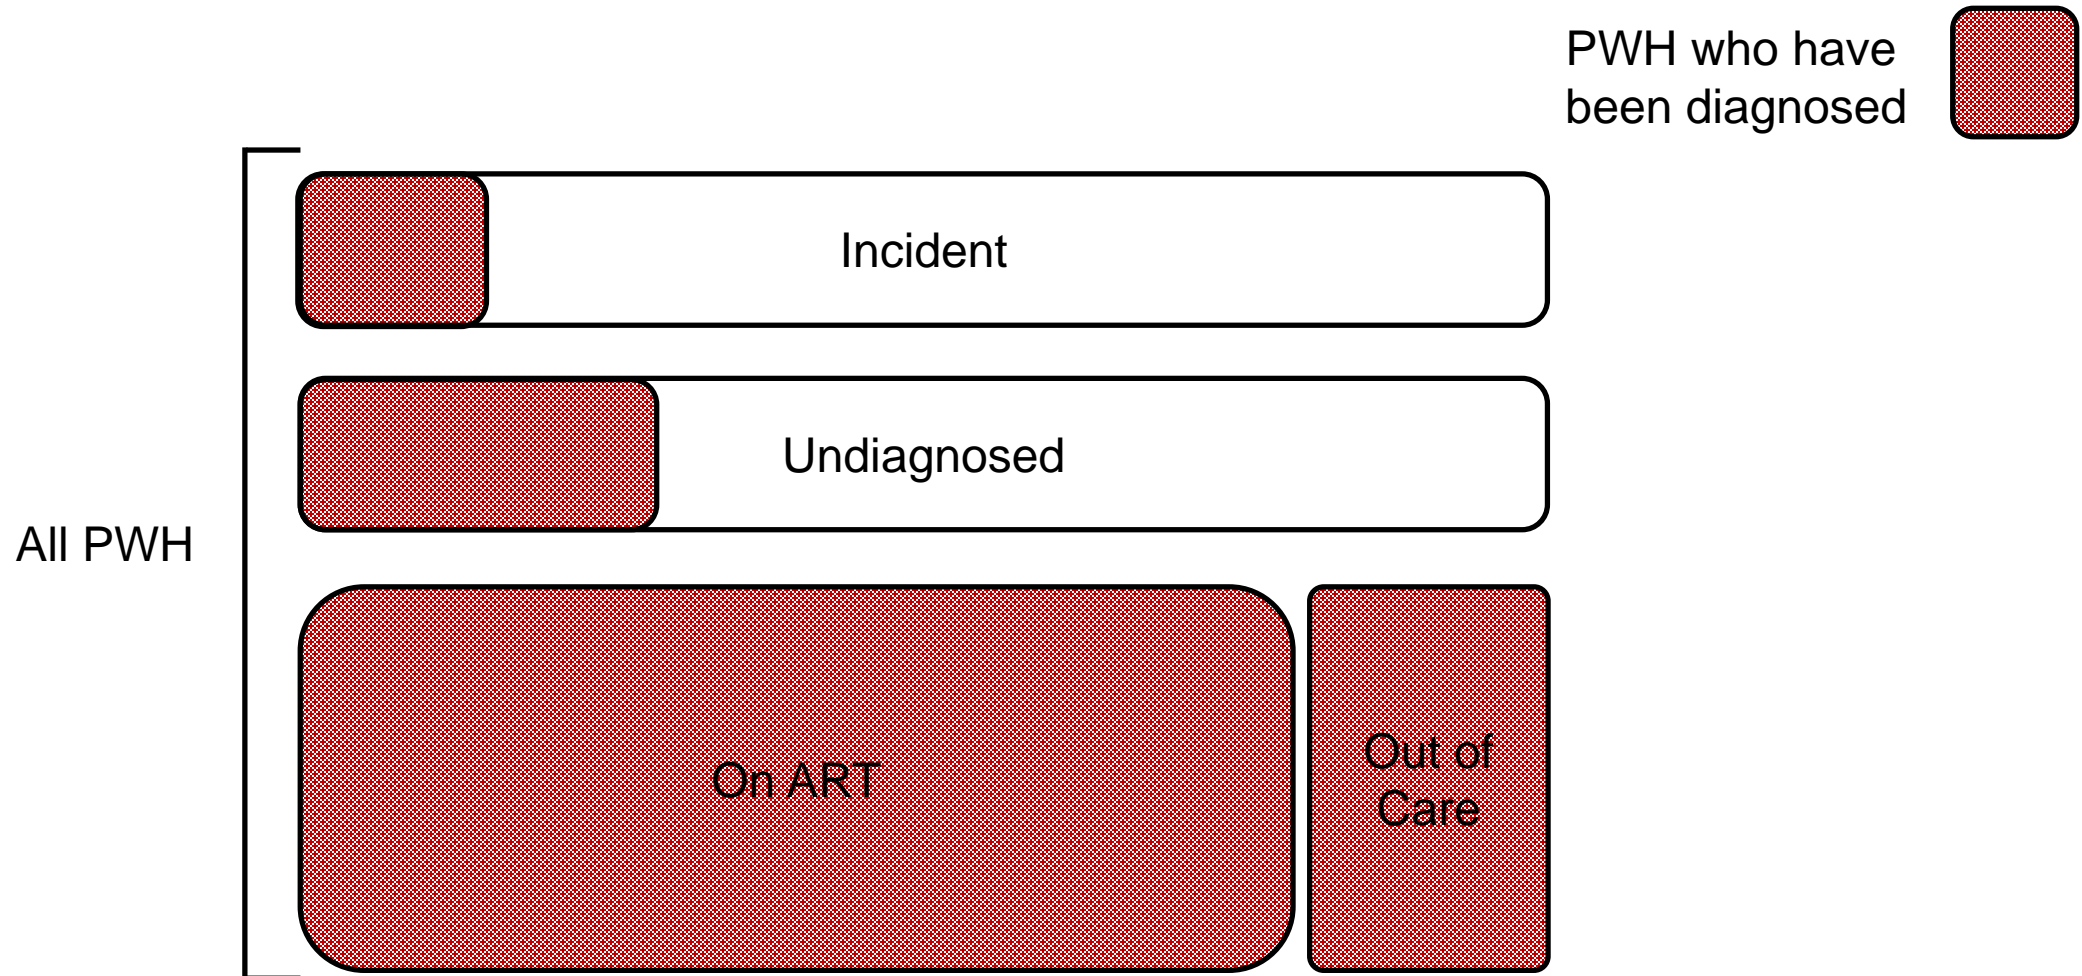 PWH who have
been diagnosed
Incident
Undiagnosed
All PWH
On ART
Out of
Care